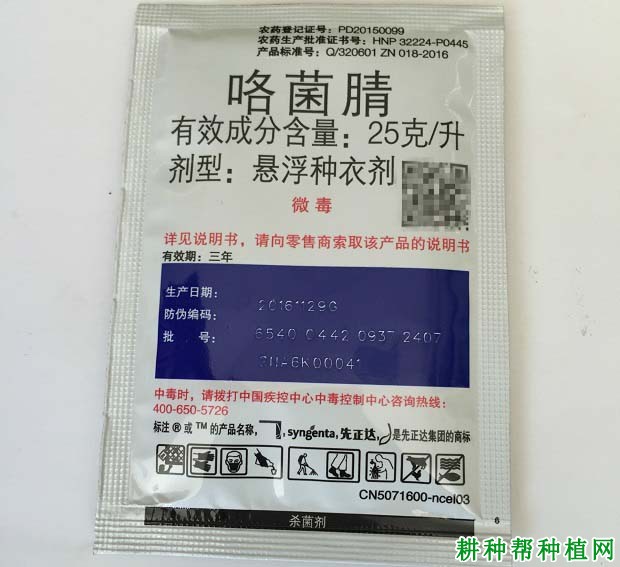 农药登记证号：PD20150099
农药生产批准证书号：HNP 32224-P0445
产品标准号：Q/320601 ZN 018-2016
咯菌腈
有效成分含量：25克/升
剂型：悬浮种衣剂
微毒
详见说明书，请向零售商索取该产品的说明书
有效期：三年
生产日期： 20161129G
防伪编码： 6540 0442 0937 2407
批 号：
中毒时，请拨打中国疾控中心中毒控制中心咨询热线：
400-650-5726
标注 ® 或 ™ 的产品名称， , syngenta, 先正达, 是先正达集团的商标
CN5071600-ncei03
杀菌剂
6
耕种帮种植网